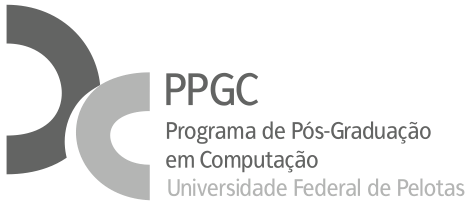 PPGC
Programa de Pós-Graduação
em Computação
Universidade Federal de Pelotas